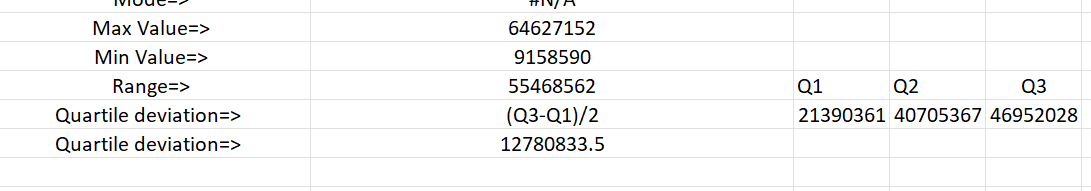 Mode=> #N/A
Max Value=> 64627152
Min Value=> 9158590
Range=> 55468562 Q1 Q2 Q3
Quartile deviation=> (Q3-Q1)/2 21390361 40705367 46952028
Quartile deviation=> 12780833.5